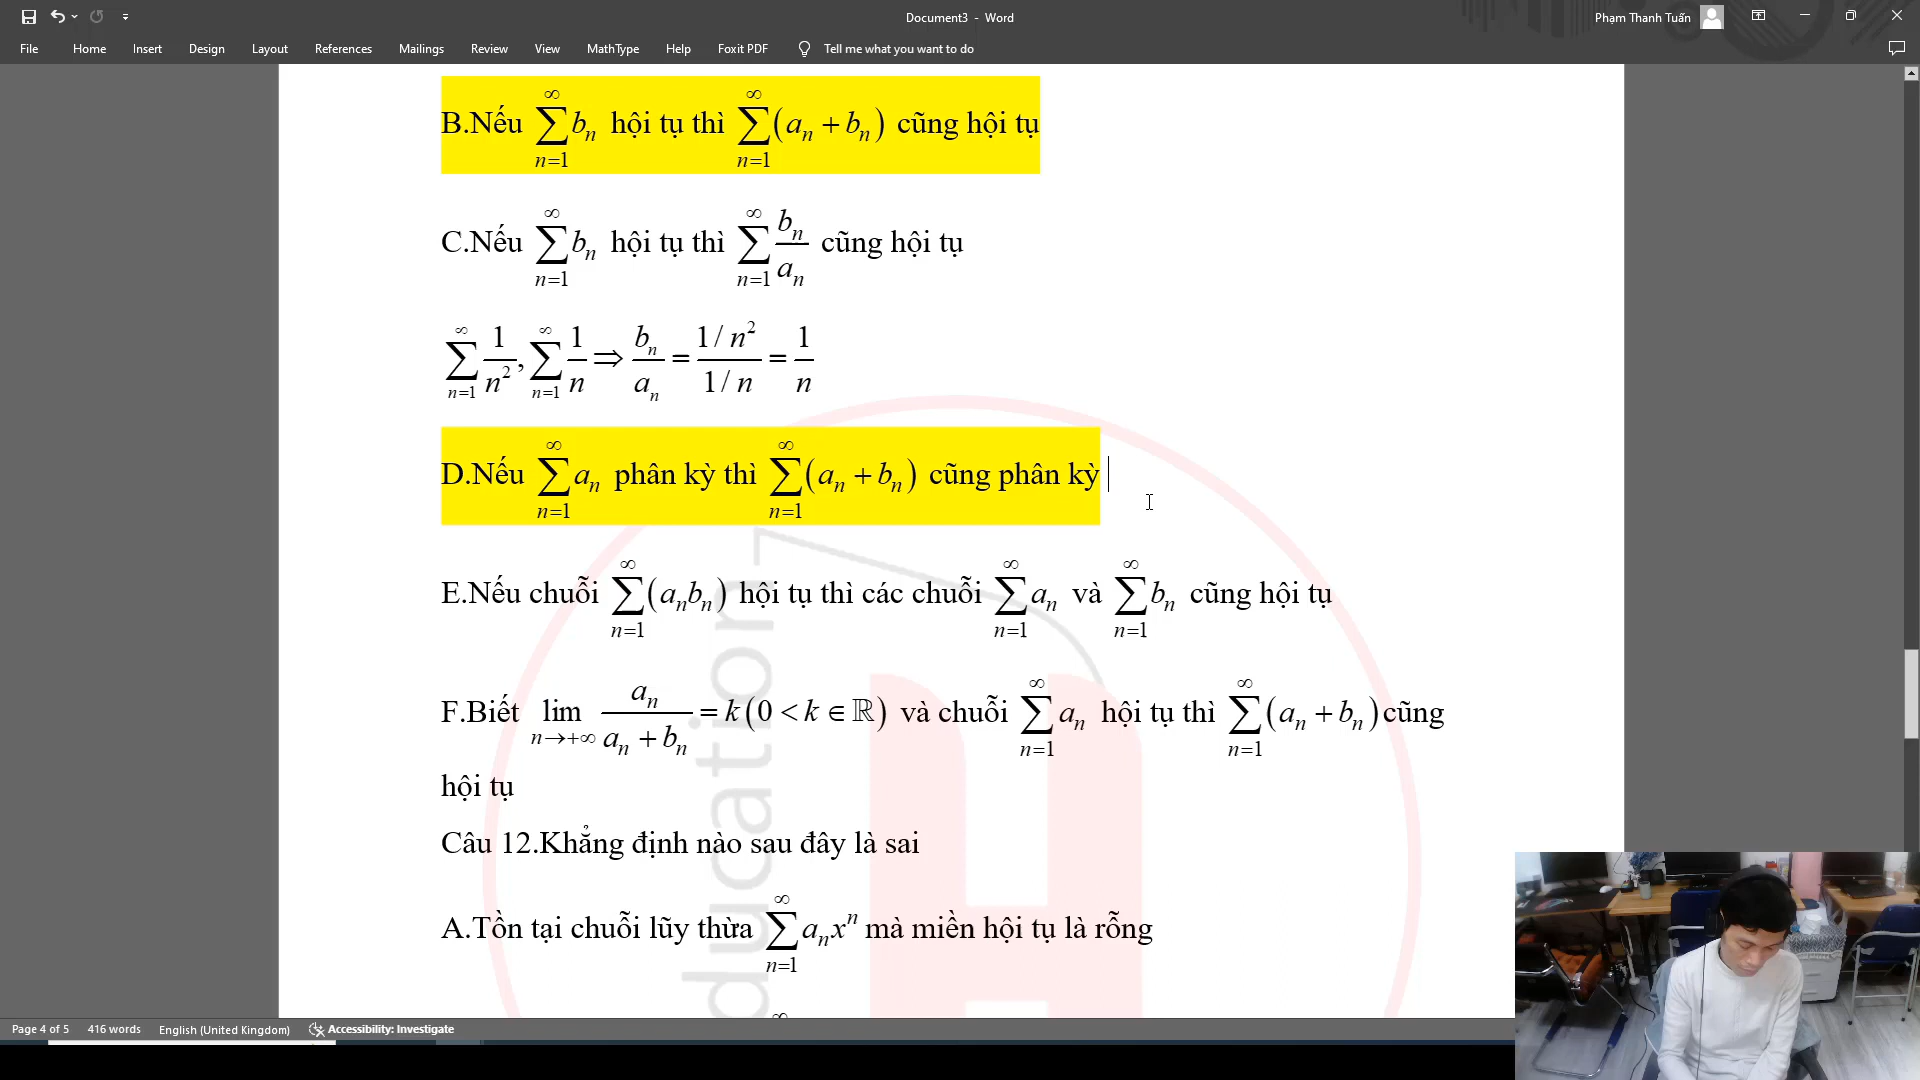 Document3 - Word
Phạm Thanh Tuấn
File Home Insert Design Layout References Mailings Review View MathType Help Foxit PDF Tell me what you want to do
B.Nếu ∑_{n=1}^{∞} b_n hội tụ thì ∑_{n=1}^{∞} (a_n + b_n) cũng hội tụ
C.Nếu ∑_{n=1}^{∞} b_n hội tụ thì ∑_{n=1}^{∞} b_n/a_n cũng hội tụ
∑_{n=1}^{∞} 1/n², ∑_{n=1}^{∞} 1/n ⇒ b_n/a_n = (1/n²)/(1/n) = 1/n
D.Nếu ∑_{n=1}^{∞} a_n phân kỳ thì ∑_{n=1}^{∞} (a_n + b_n) cũng phân kỳ
E.Nếu chuỗi ∑_{n=1}^{∞} (a_n b_n) hội tụ thì các chuỗi ∑_{n=1}^{∞} a_n và ∑_{n=1}^{∞} b_n cũng hội tụ
F.Biết lim_{n→+∞} a_n/(a_n + b_n) = k (0 < k ∈ ℝ) và chuỗi ∑_{n=1}^{∞} a_n hội tụ thì ∑_{n=1}^{∞} (a_n + b_n) cũng
hội tụ
Câu 12.Khẳng định nào sau đây là sai
A.Tồn tại chuỗi lũy thừa ∑_{n=1}^{∞} a_n xⁿ mà miền hội tụ là rỗng
∞
ducation
Page 4 of 5 416 words English (United Kingdom) Accessibility: Investigate